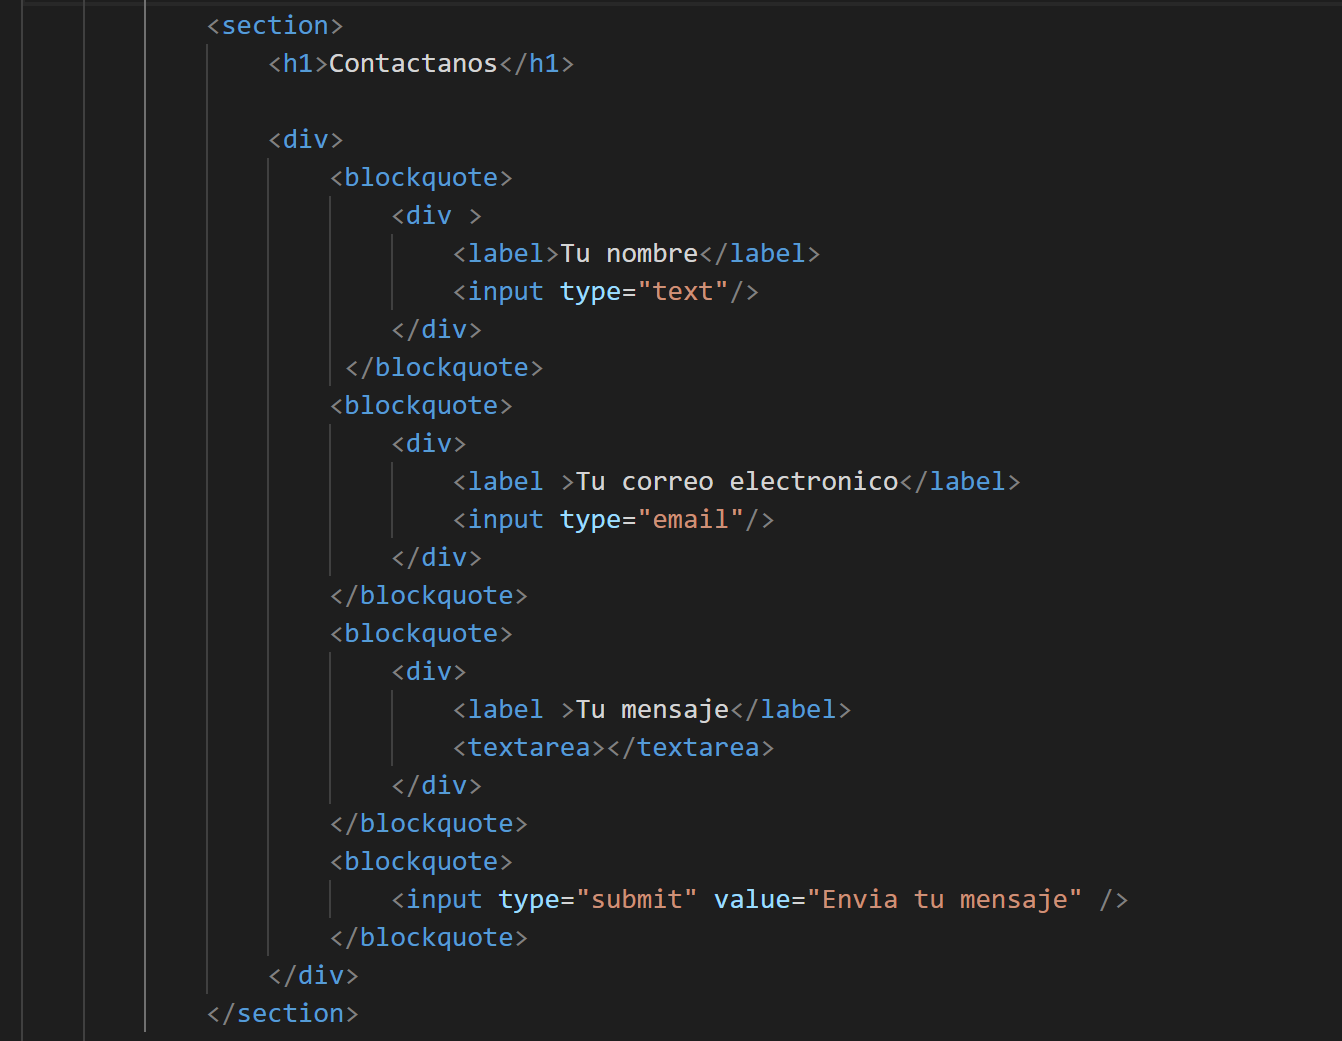 <section>
<h1>Contactanos</h1>
<div>
<blockquote>
<div >
<label>Tu nombre</label>
<input type="text"/>
</div>
</blockquote>
<blockquote>
<div>
<label >Tu correo electronico</label>
<input type="email"/>
</div>
</blockquote>
<blockquote>
<div>
<label >Tu mensaje</label>
<textarea></textarea>
</div>
</blockquote>
<blockquote>
<input type="submit" value="Envia tu mensaje" />
</blockquote>
</div>
</section>